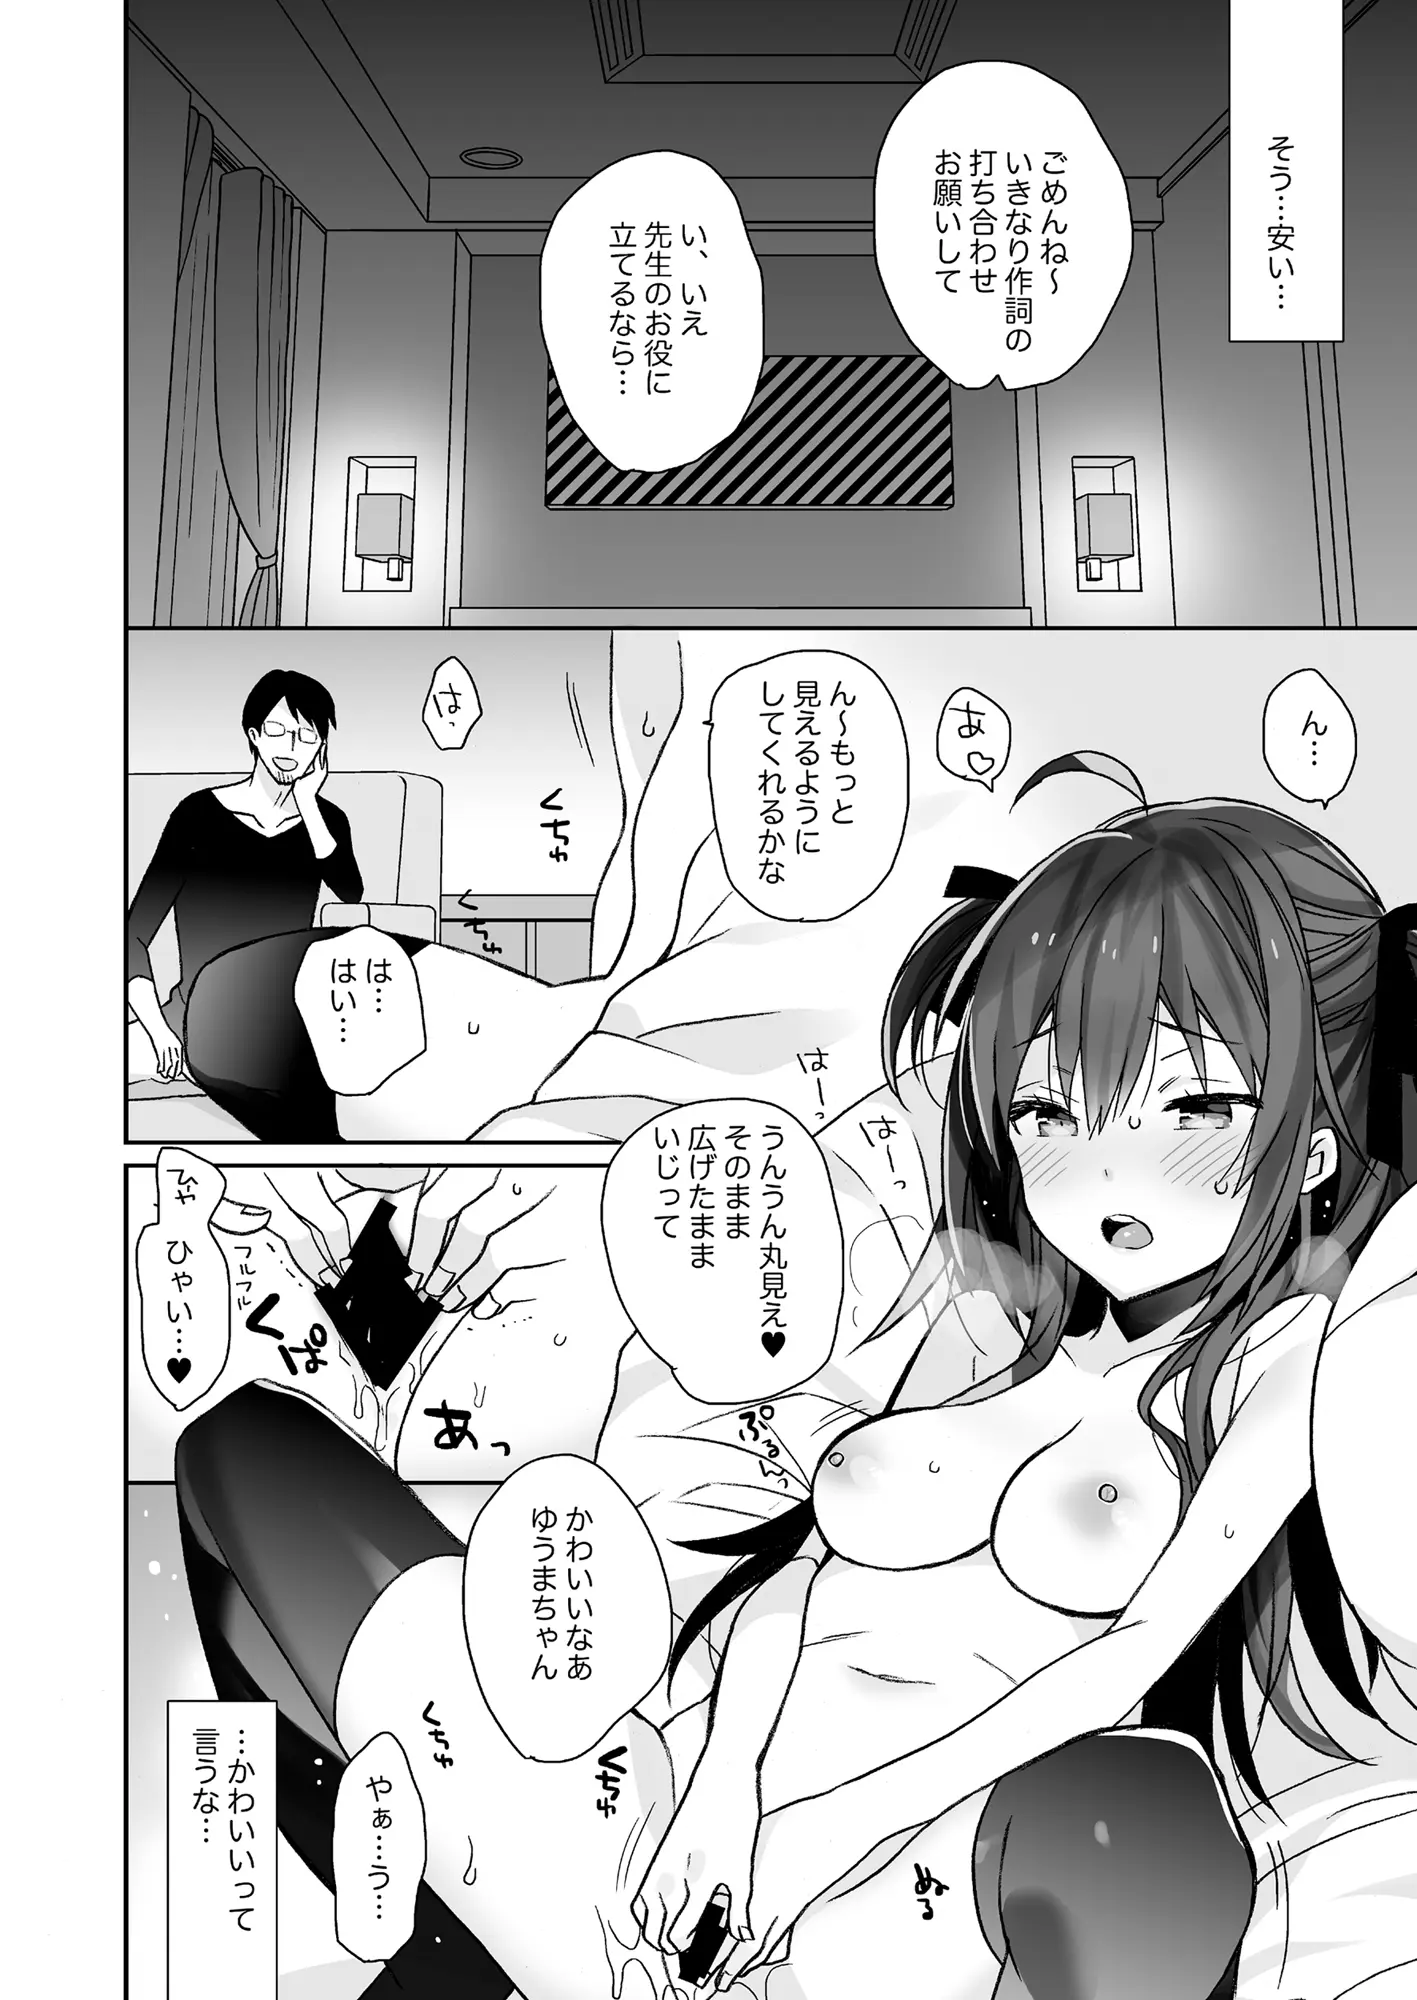 そう…安い…
ごめんね～
いきなり作詞の
打ち合わせ
お願いして
い、いえ
先生のお役に
立てるなら…
ん…
あ♡
ん～もっと
見えるように
してくれるかな
はっ
くちゅ
くちゅ
は…
はい…
はーっ
はーっ
うんうん丸見え♥
そのまま
広げたまま
いじって
ひゃ
ひゃい…♥
フルフル
くぱ
あっ
ぷるんっ
かわいいなあ
ゆうまちゃん
くちゅ
くちゅ
やぁ…う…
ぬる
…かわいいって
言うな…